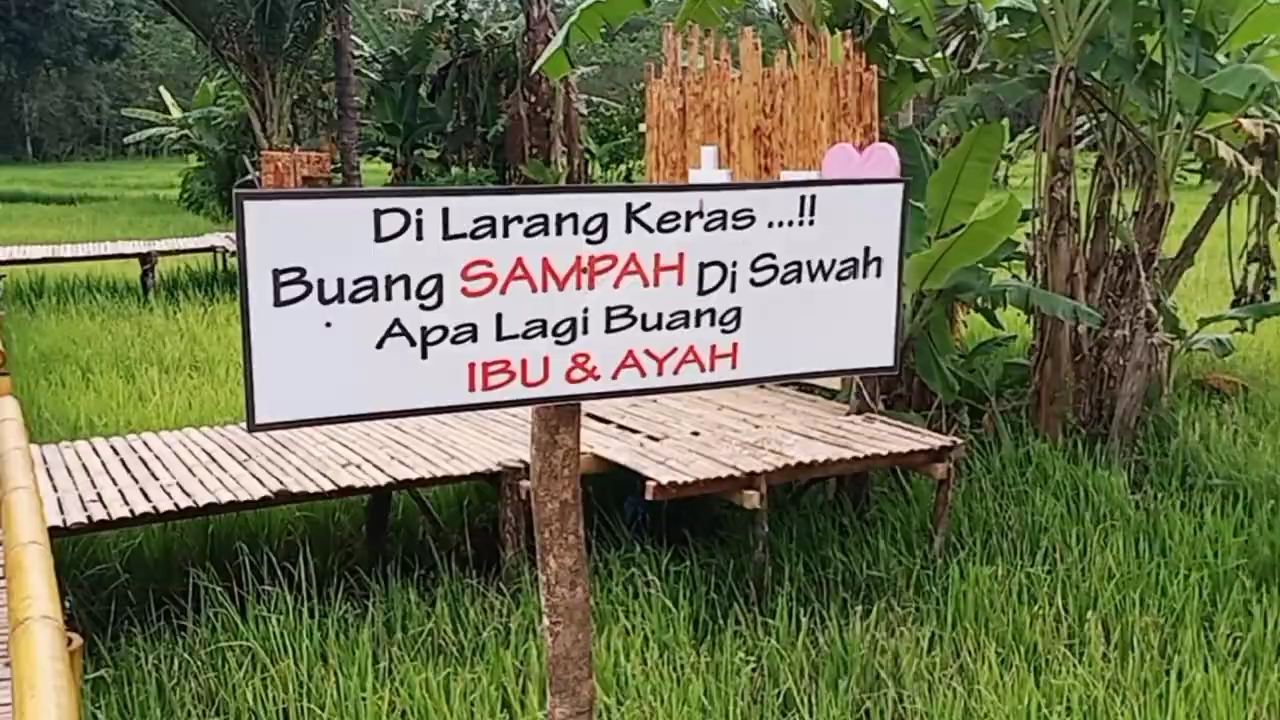 Di Larang Keras ...!!
Buang SAMPAH Di Sawah
Apa Lagi Buang
IBU & AYAH